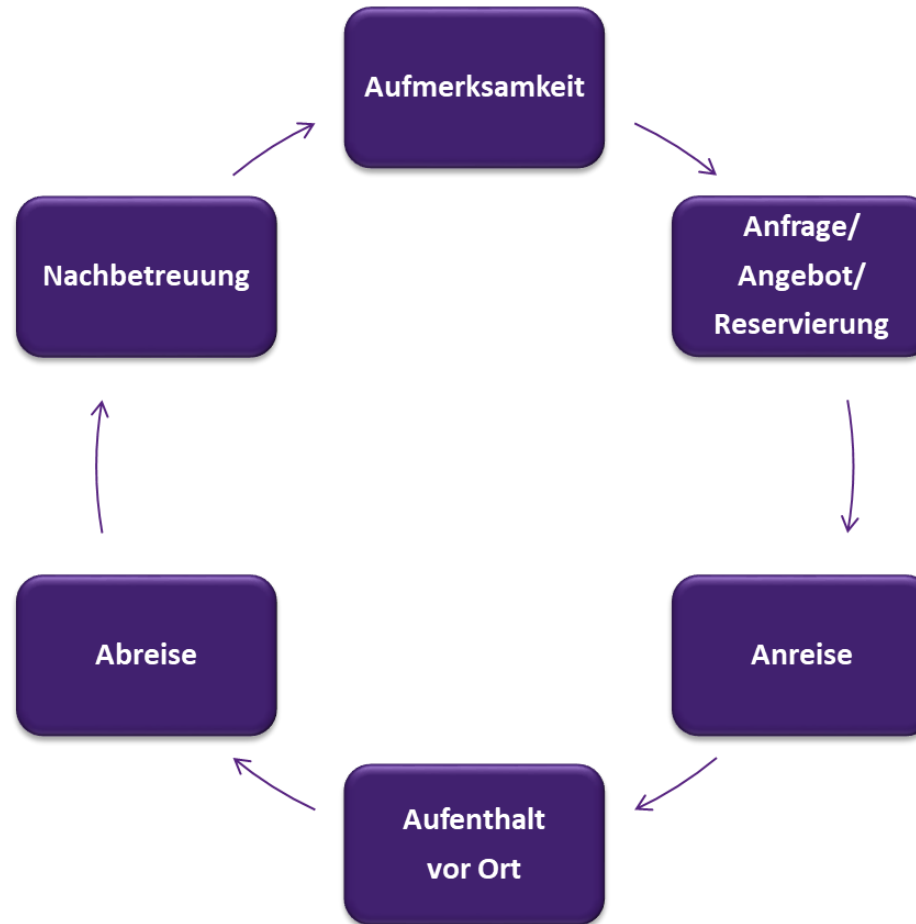 Aufmerksamkeit
Anfrage/
Angebot/
Reservierung
Anreise
Aufenthalt
vor Ort
Abreise
Nachbetreuung